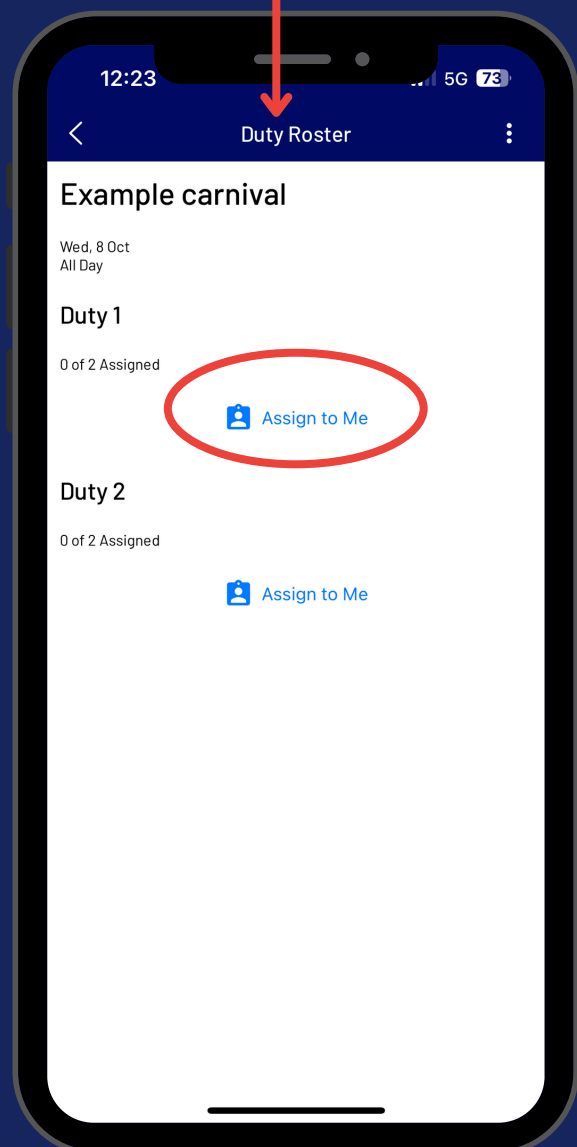 12:23 5G 73
Duty Roster
Example carnival
Wed, 8 Oct
All Day
Duty 1
0 of 2 Assigned
Assign to Me
Duty 2
0 of 2 Assigned
Assign to Me